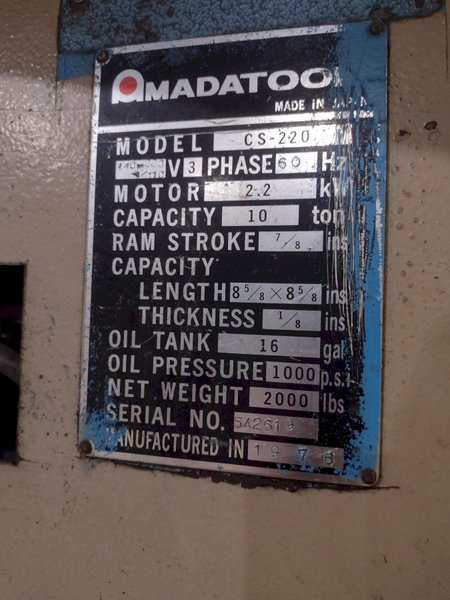 AMADATOO
MADE IN JAPAN
MODEL CS-220
V 3 PHASE 60 Hz
MOTOR 2.2 kW
CAPACITY 10 ton
RAM STROKE 7/8 ins
CAPACITY
LENGTH 8 5/8 × 8 5/8 ins
THICKNESS 1/8 ins
OIL TANK 16 gal
OIL PRESSURE 1000 p.s.i
NET WEIGHT 2000 lbs
SERIAL NO. 542619
MANUFACTURED IN 1976